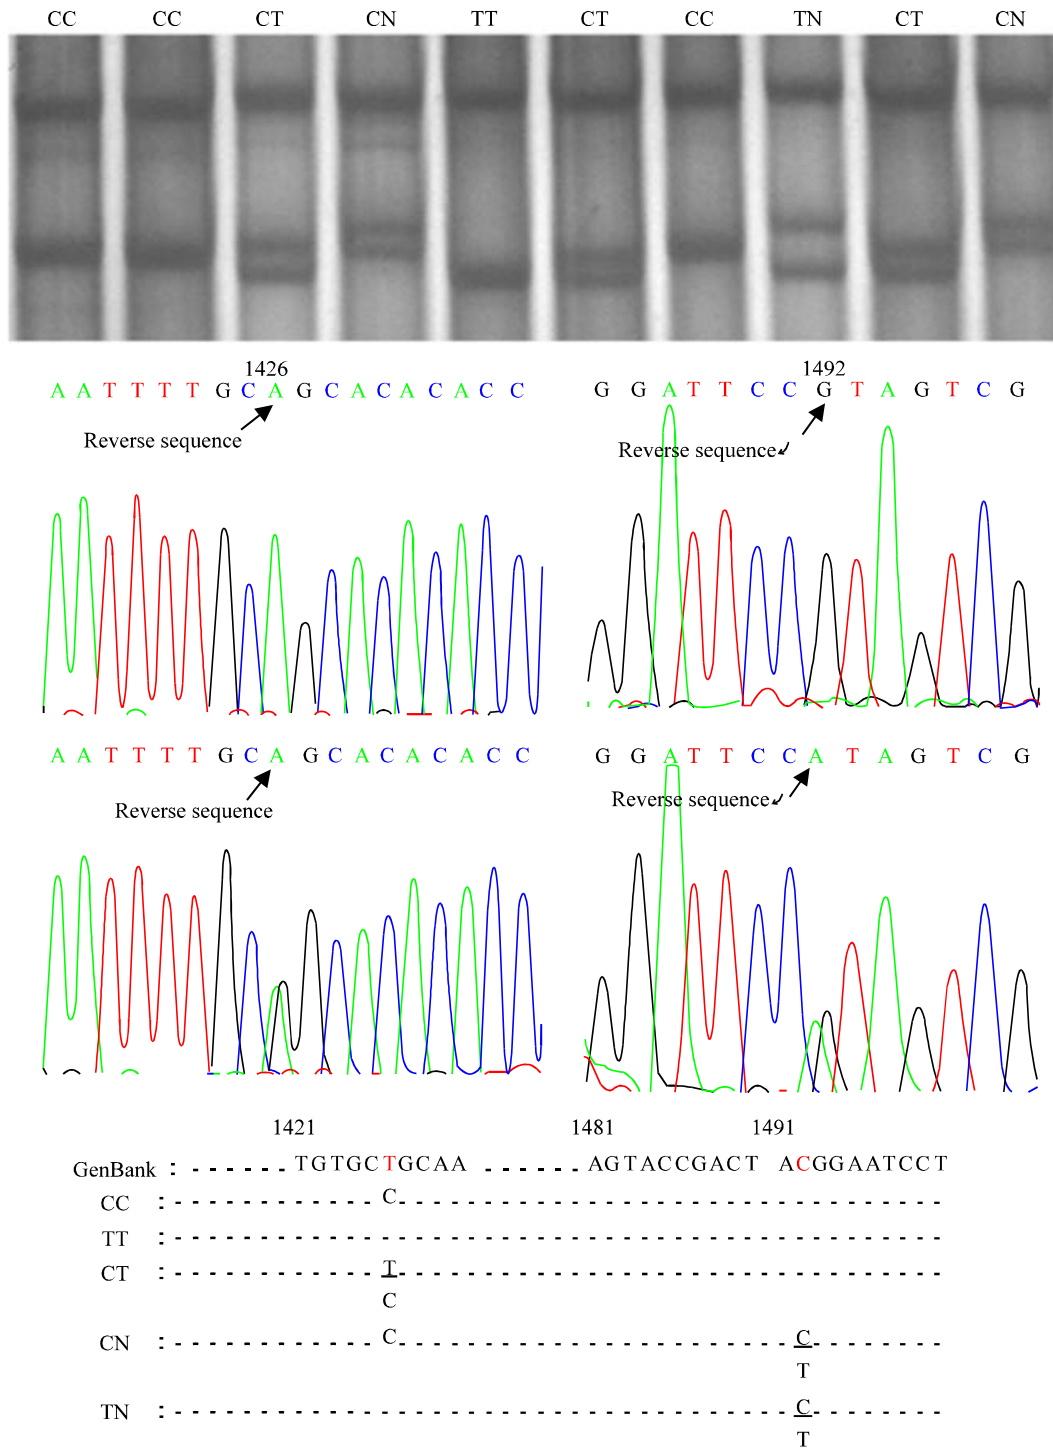 CC CC CT CN TT CT CC TN CT CN
1426
A A T T T T G C A G C A C A C A C C
Reverse sequence
1492
G G A T T C C G T A G T C G
Reverse sequence
A A T T T T G C A G C A C A C A C C
Reverse sequence
G G A T T C C A T A G T C G
Reverse sequence
1421 1481 1491
GenBank : - - - - - - - TGTGCTGCAA - - - - - - - AGTACCGACT ACGGAATCCT
CC : C
TT :
CT : T
C
CN : C C
T
TN : C
T